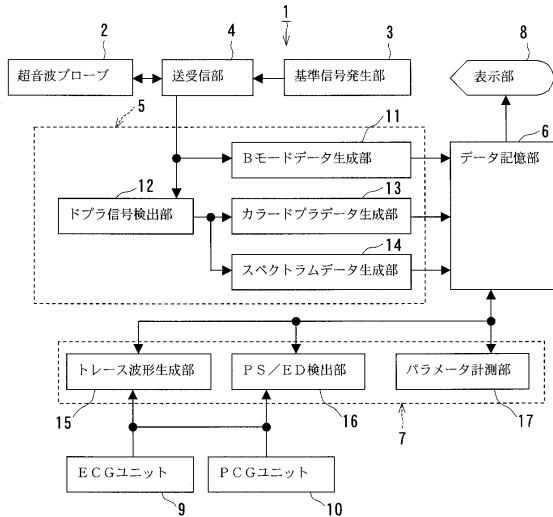 1
2
4
3
8
超音波プローブ
送受信部
基準信号発生部
表示部
5
11
6
Bモードデータ生成部
データ記憶部
12
13
ドプラ信号検出部
カラードプラデータ生成部
14
スペクトラムデータ生成部
トレース波形生成部
PS/ED検出部
パラメータ計測部
15
16
17
7
ECGユニット
PCGユニット
9
10